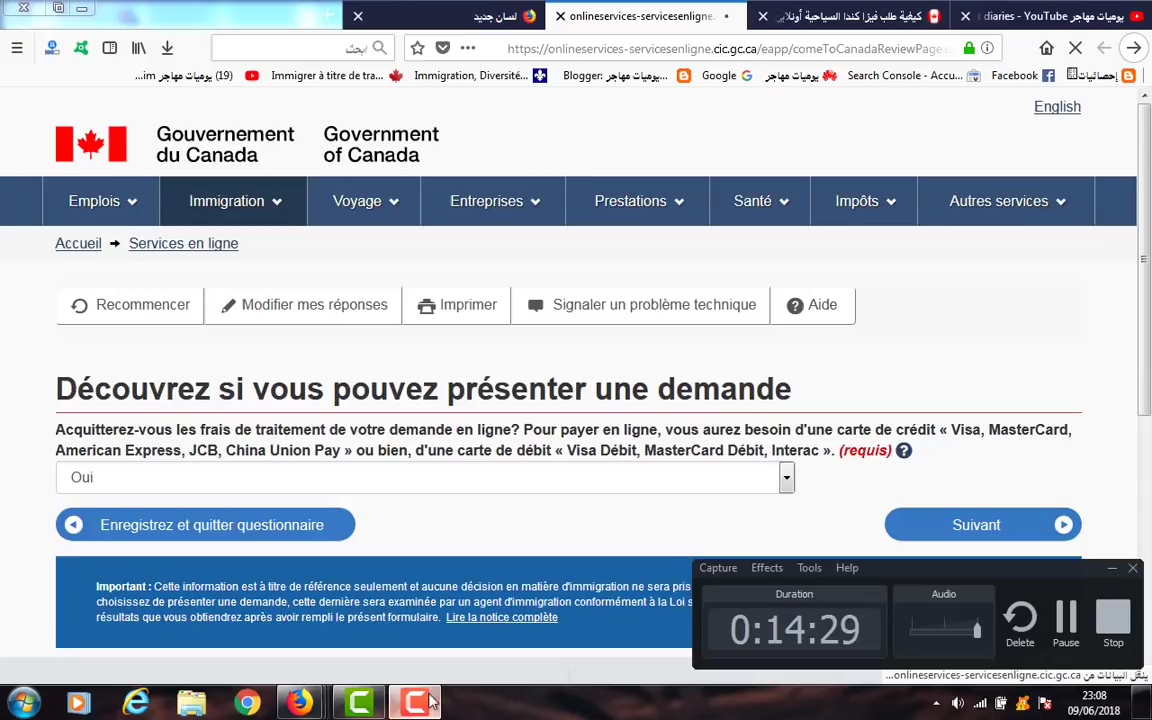 لسان جديد
onlineservices-servicesenligne.
كيفية طلب فيزا كندا السياحية أونلاين
يوميات مهاجر - diaries - YouTube
ابحث
https://onlineservices-servicesenligne.cic.gc.ca/eapp/comeToCanadaReviewPage.
(19) يوميات مهاجر im...
Immigrer à titre de tra...
Immigration, Diversité...
Blogger: يوميات مهاجر...
Google
يوميات مهاجر
Search Console - Accu...
Facebook
إحصائيات
English
Gouvernement du Canada
Government of Canada
Emplois
Immigration
Voyage
Entreprises
Prestations
Santé
Impôts
Autres services
Accueil
Services en ligne
Recommencer
Modifier mes réponses
Imprimer
Signaler un problème technique
Aide
Découvrez si vous pouvez présenter une demande
Acquitterez-vous les frais de traitement de votre demande en ligne? Pour payer en ligne, vous aurez besoin d'une carte de crédit « Visa, MasterCard,
American Express, JCB, China Union Pay » ou bien, d'une carte de débit « Visa Débit, MasterCard Débit, Interac ». (requis)
Oui
Enregistrez et quitter questionnaire
Suivant
Important : Cette information est à titre de référence seulement et aucune décision en matière d'immigration ne sera pris
choisissez de présenter une demande, cette dernière sera examinée par un agent d'immigration conformément à la Loi s
résultats que vous obtiendrez après avoir rempli le présent formulaire. Lire la notice complète
Capture
Effects
Tools
Help
Duration
0:14:29
Audio
Delete
Pause
Stop
ينقل البيانات من onlineservices-servicesenligne.cic.gc.ca...
23:08
09/06/2018